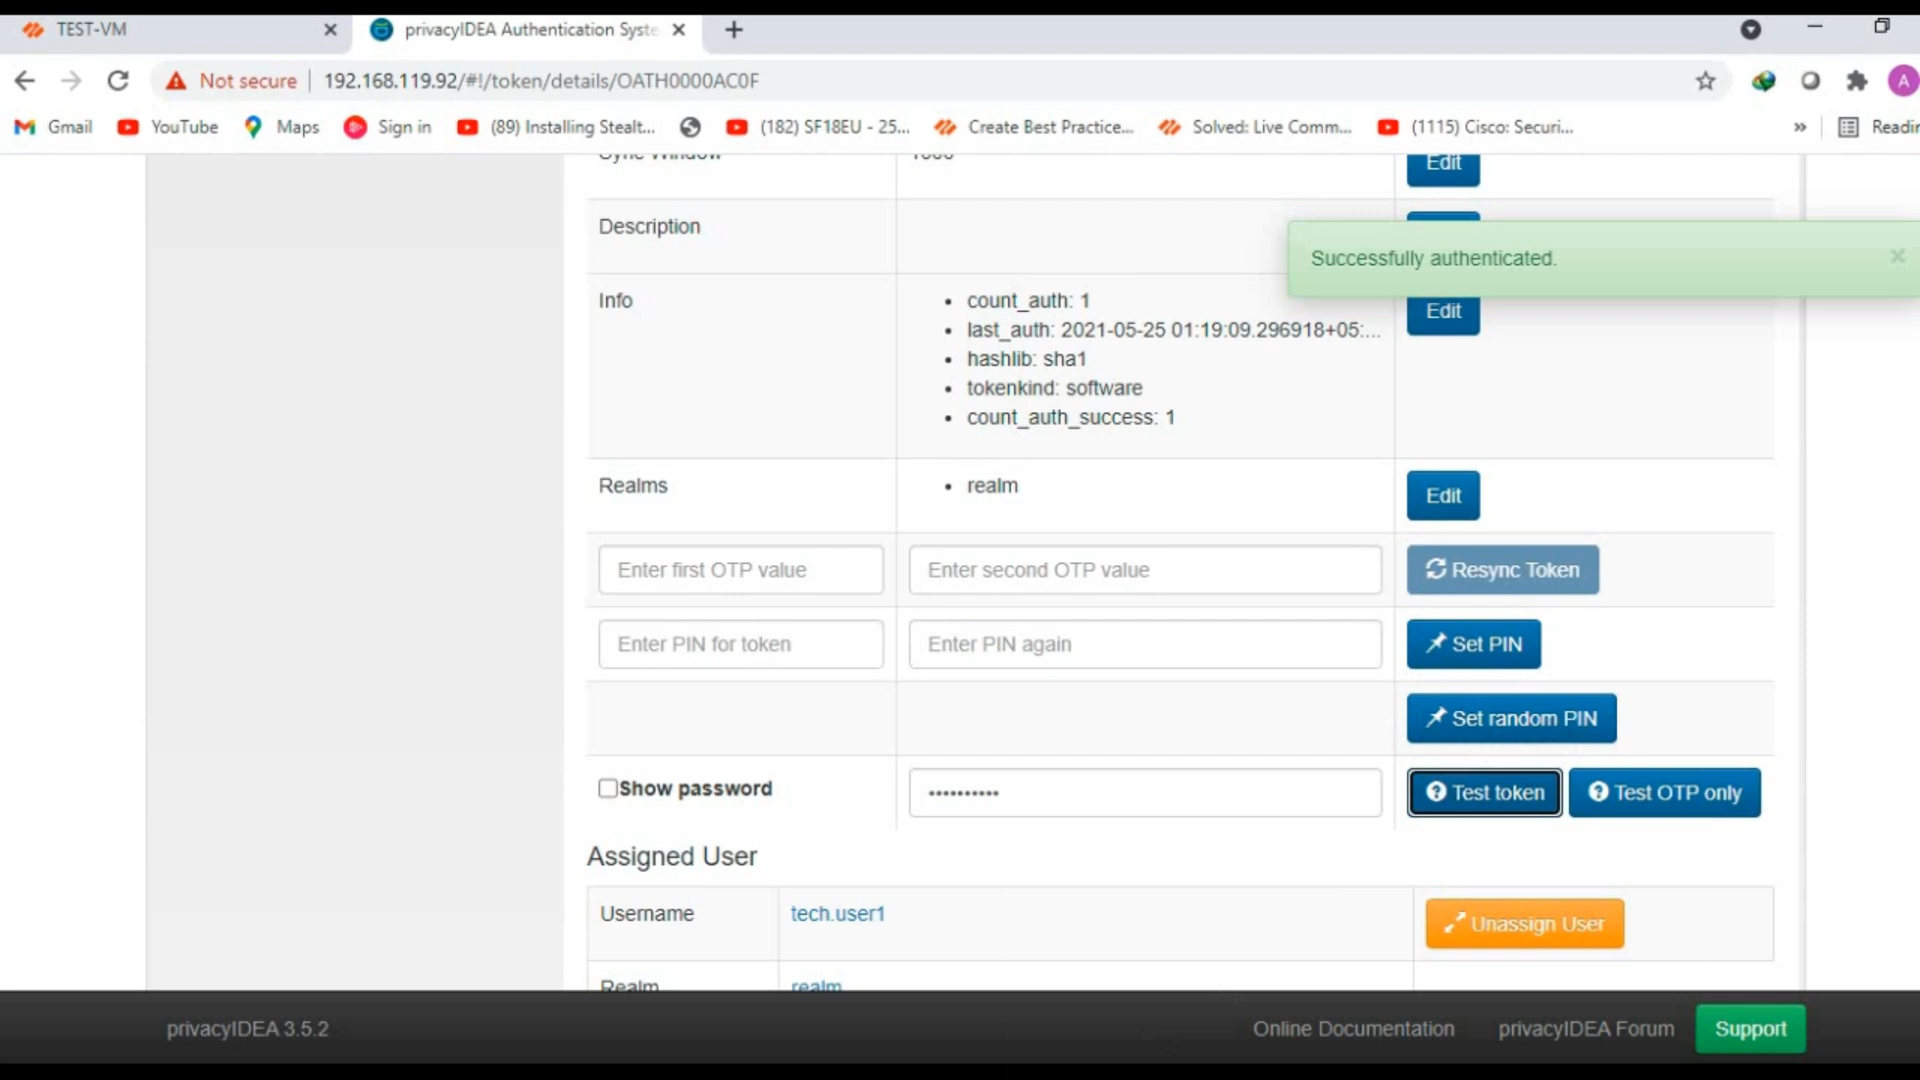 TEST-VM
privacyIDEA Authentication Syste
Not secure
192.168.119.92/#!/token/details/OATH0000AC0F
A
Gmail
YouTube
Maps
Sign in
(89) Installing Stealt...
(182) SF18EU - 25...
Create Best Practice...
Solved: Live Comm...
(1115) Cisco: Securi...
»
Readin
Sync Window
1000
Edit
Description
Successfully authenticated.
Info
count_auth: 1
last_auth: 2021-05-25 01:19:09.296918+05:...
hashlib: sha1
tokenkind: software
count_auth_success: 1
Edit
Realms
realm
Edit
Enter first OTP value
Enter second OTP value
Resync Token
Enter PIN for token
Enter PIN again
Set PIN
Set random PIN
Show password
••••••••••
Test token
Test OTP only
Assigned User
Username
tech.user1
Unassign User
Realm
realm
privacyIDEA 3.5.2
Online Documentation
privacyIDEA Forum
Support